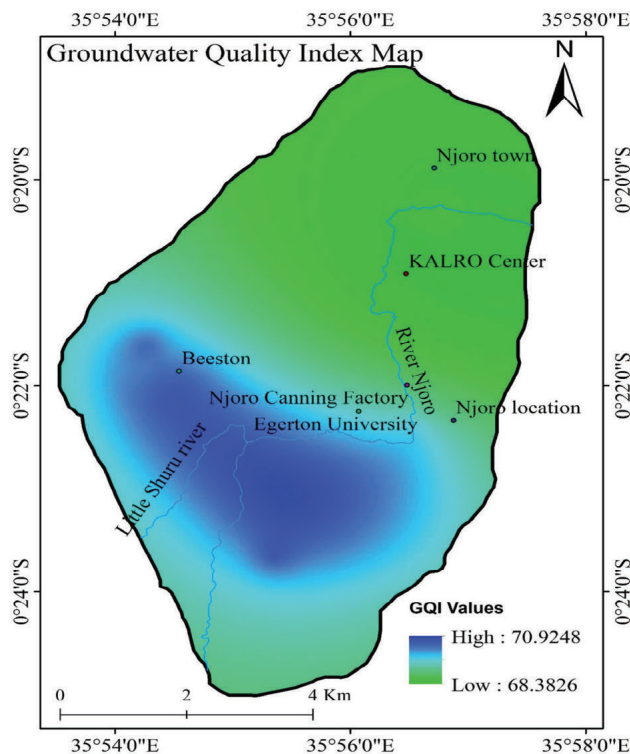 35°54'0"E 35°56'0"E 35°58'0"E
Groundwater Quality Index Map
N
Njoro town
0°20'0"S 0°20'0"S
KALRO Center
River Njoro
Beeston
0°22'0"S 0°22'0"S
Njoro Canning Factory
Njoro location
Egerton University
Little Shuru river
0°24'0"S 0°24'0"S
GQI Values
High : 70.9248
Low : 68.3826
0 2 4 Km
35°54'0"E 35°56'0"E 35°58'0"E